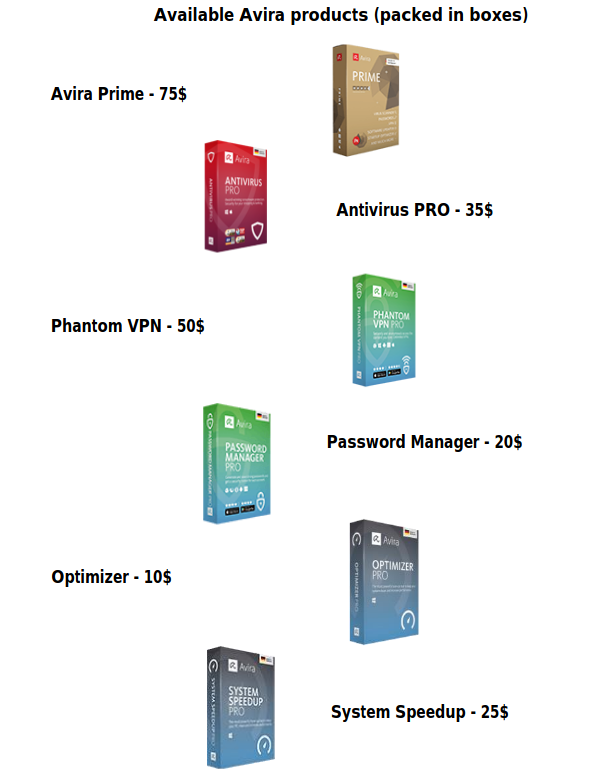 Available Avira products (packed in boxes)
Avira Prime - 75$
Avira
PRIME
Avira
ANTIVIRUS
PRO
Antivirus PRO - 35$
Phantom VPN - 50$
Avira
PHANTOM
VPN PRO
Avira
PASSWORD
MANAGER
PRO
Password Manager - 20$
Optimizer - 10$
Avira
OPTIMIZER
PRO
Avira
SYSTEM
SPEEDUP
PRO
System Speedup - 25$